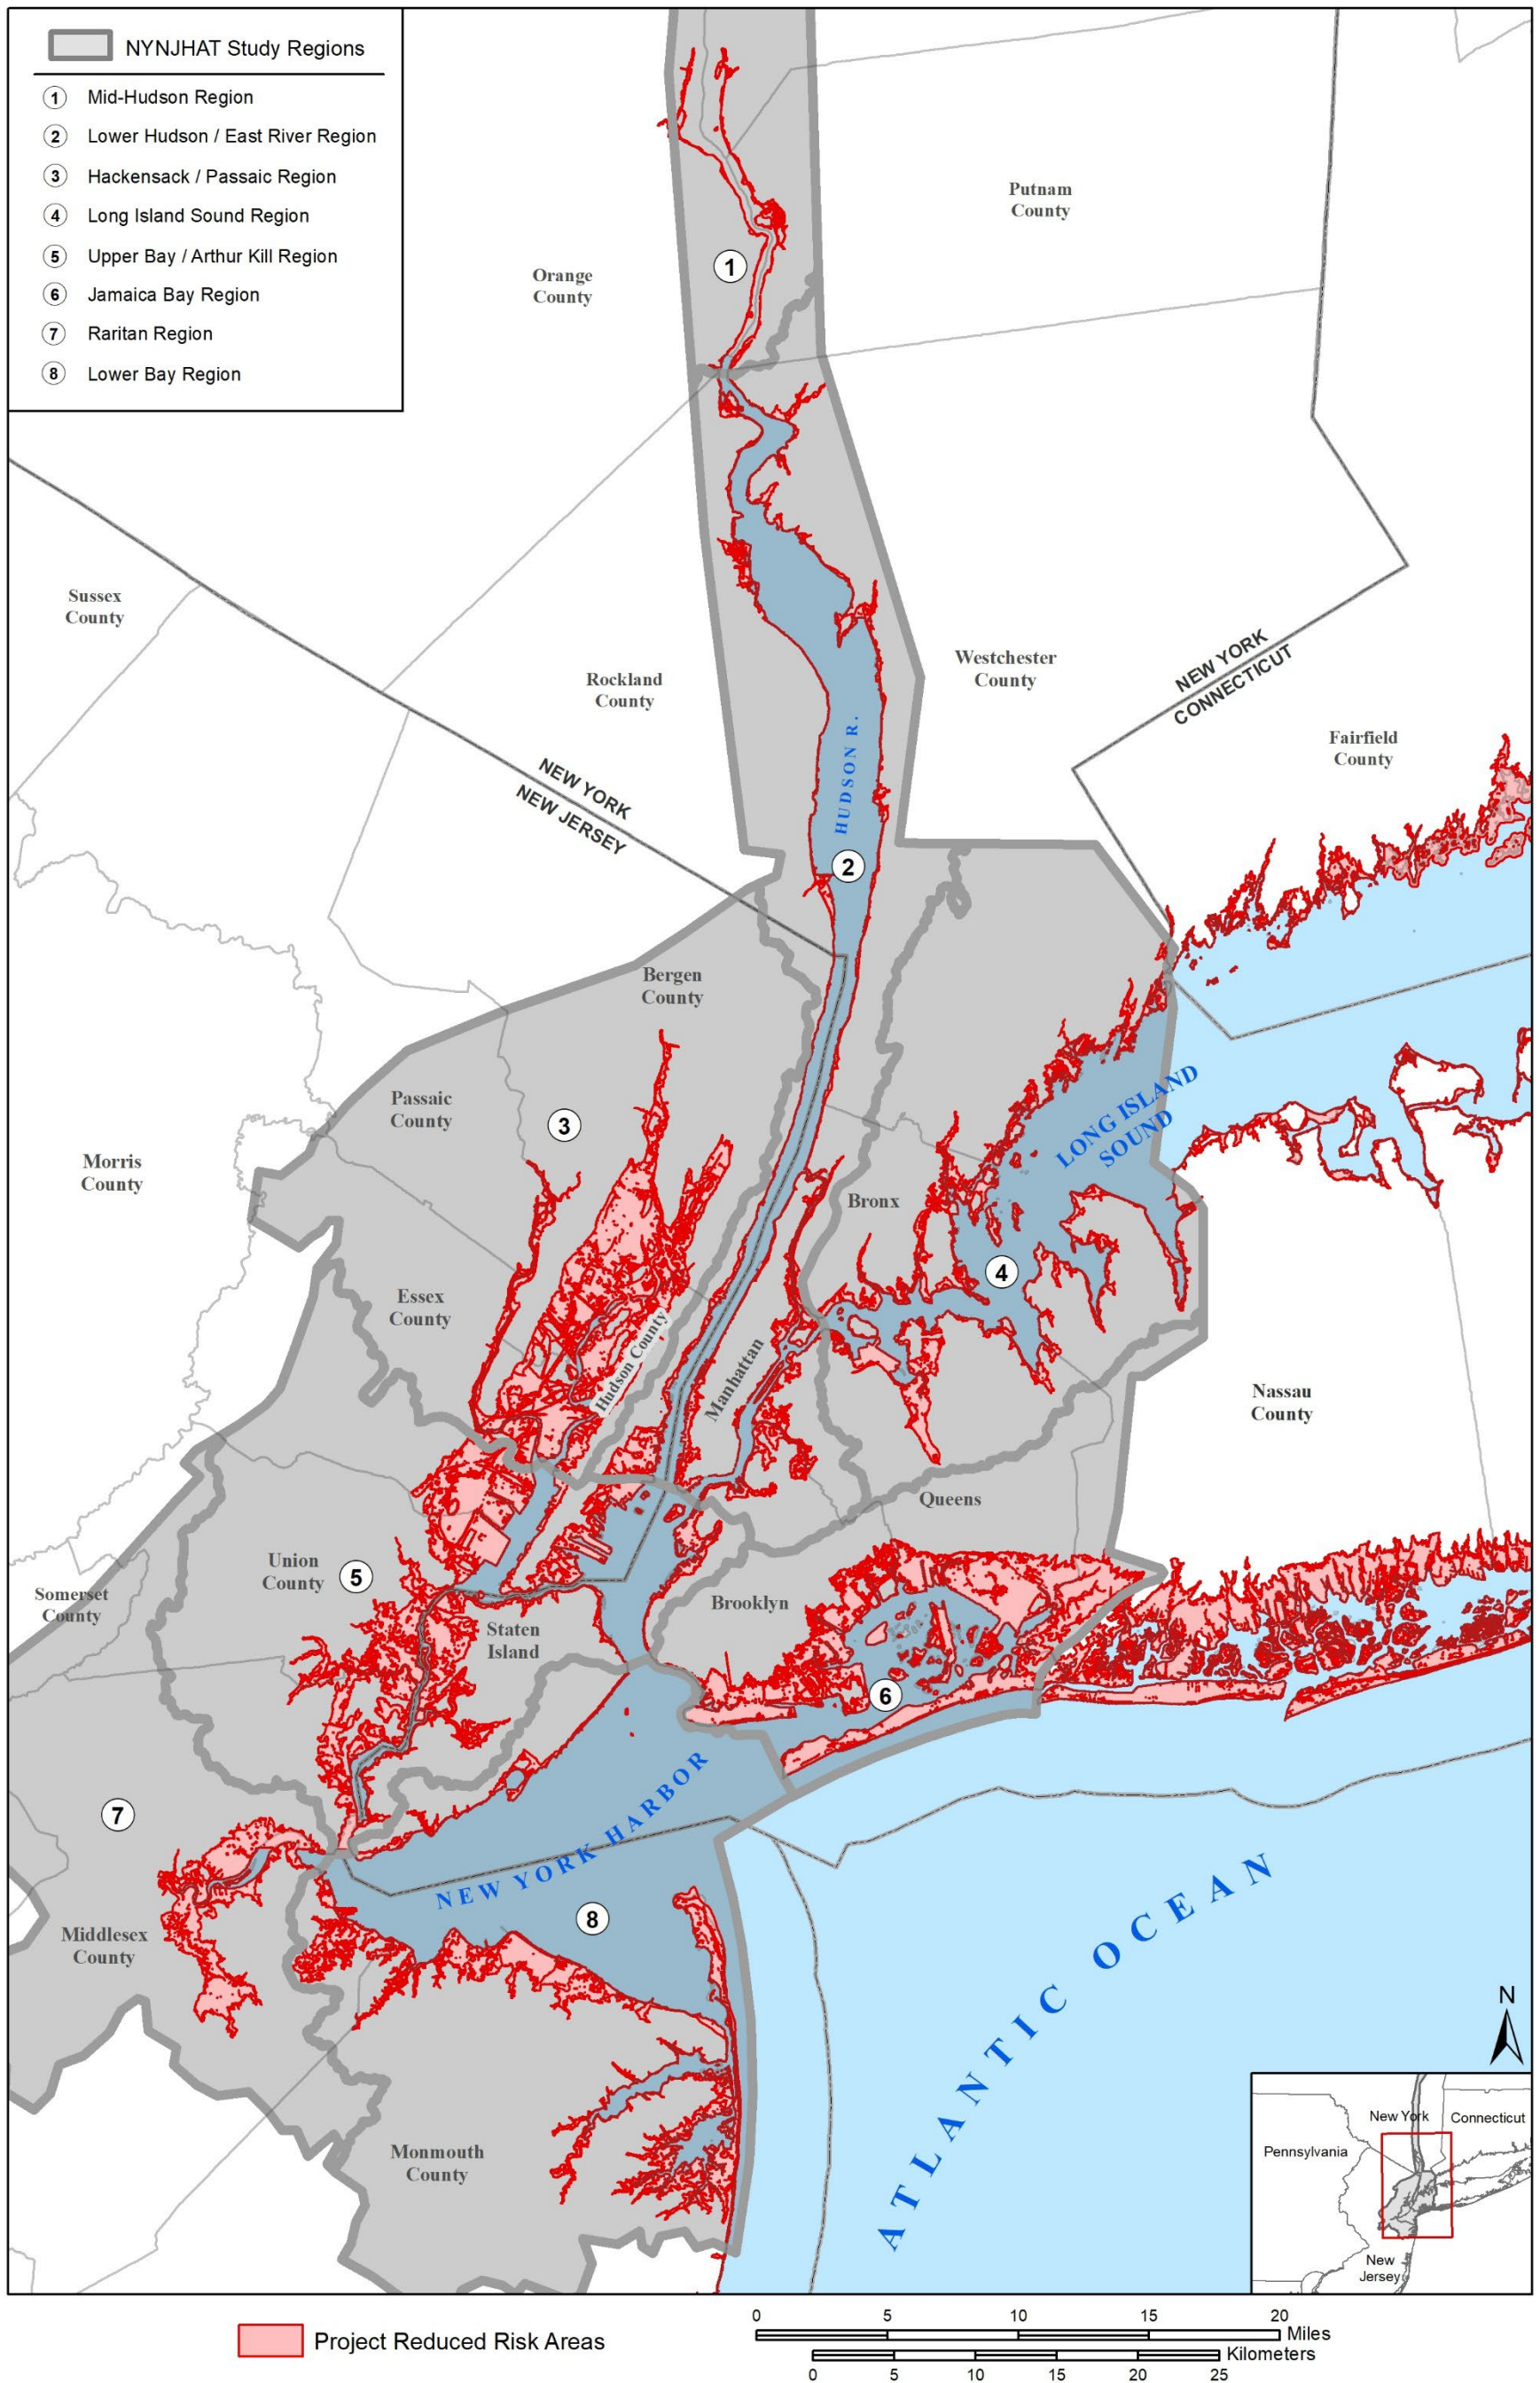 NYNJHAT Study Regions
1 Mid-Hudson Region
2 Lower Hudson / East River Region
3 Hackensack / Passaic Region
4 Long Island Sound Region
5 Upper Bay / Arthur Kill Region
6 Jamaica Bay Region
7 Raritan Region
8 Lower Bay Region
Putnam
County
1
Orange
County
Sussex
County
Rockland
County
Westchester
County
NEW YORK
CONNECTICUT
Fairfield
County
NEW YORK
NEW JERSEY
HUDSON R.
2
Bergen
County
Passaic
County
3
LONG ISLAND
SOUND
Morris
County
Bronx
4
Essex
County
Hudson County
Manhattan
Nassau
County
Queens
Union
County
5
Somerset
County
Brooklyn
Staten
Island
6
7
NEW YORK HARBOR
8
Middlesex
County
ATLANTIC OCEAN
Monmouth
County
N
New York
Connecticut
Pennsylvania
New
Jersey
Project Reduced Risk Areas
0 5 10 15 20
Miles
Kilometers
0 5 10 15 20 25